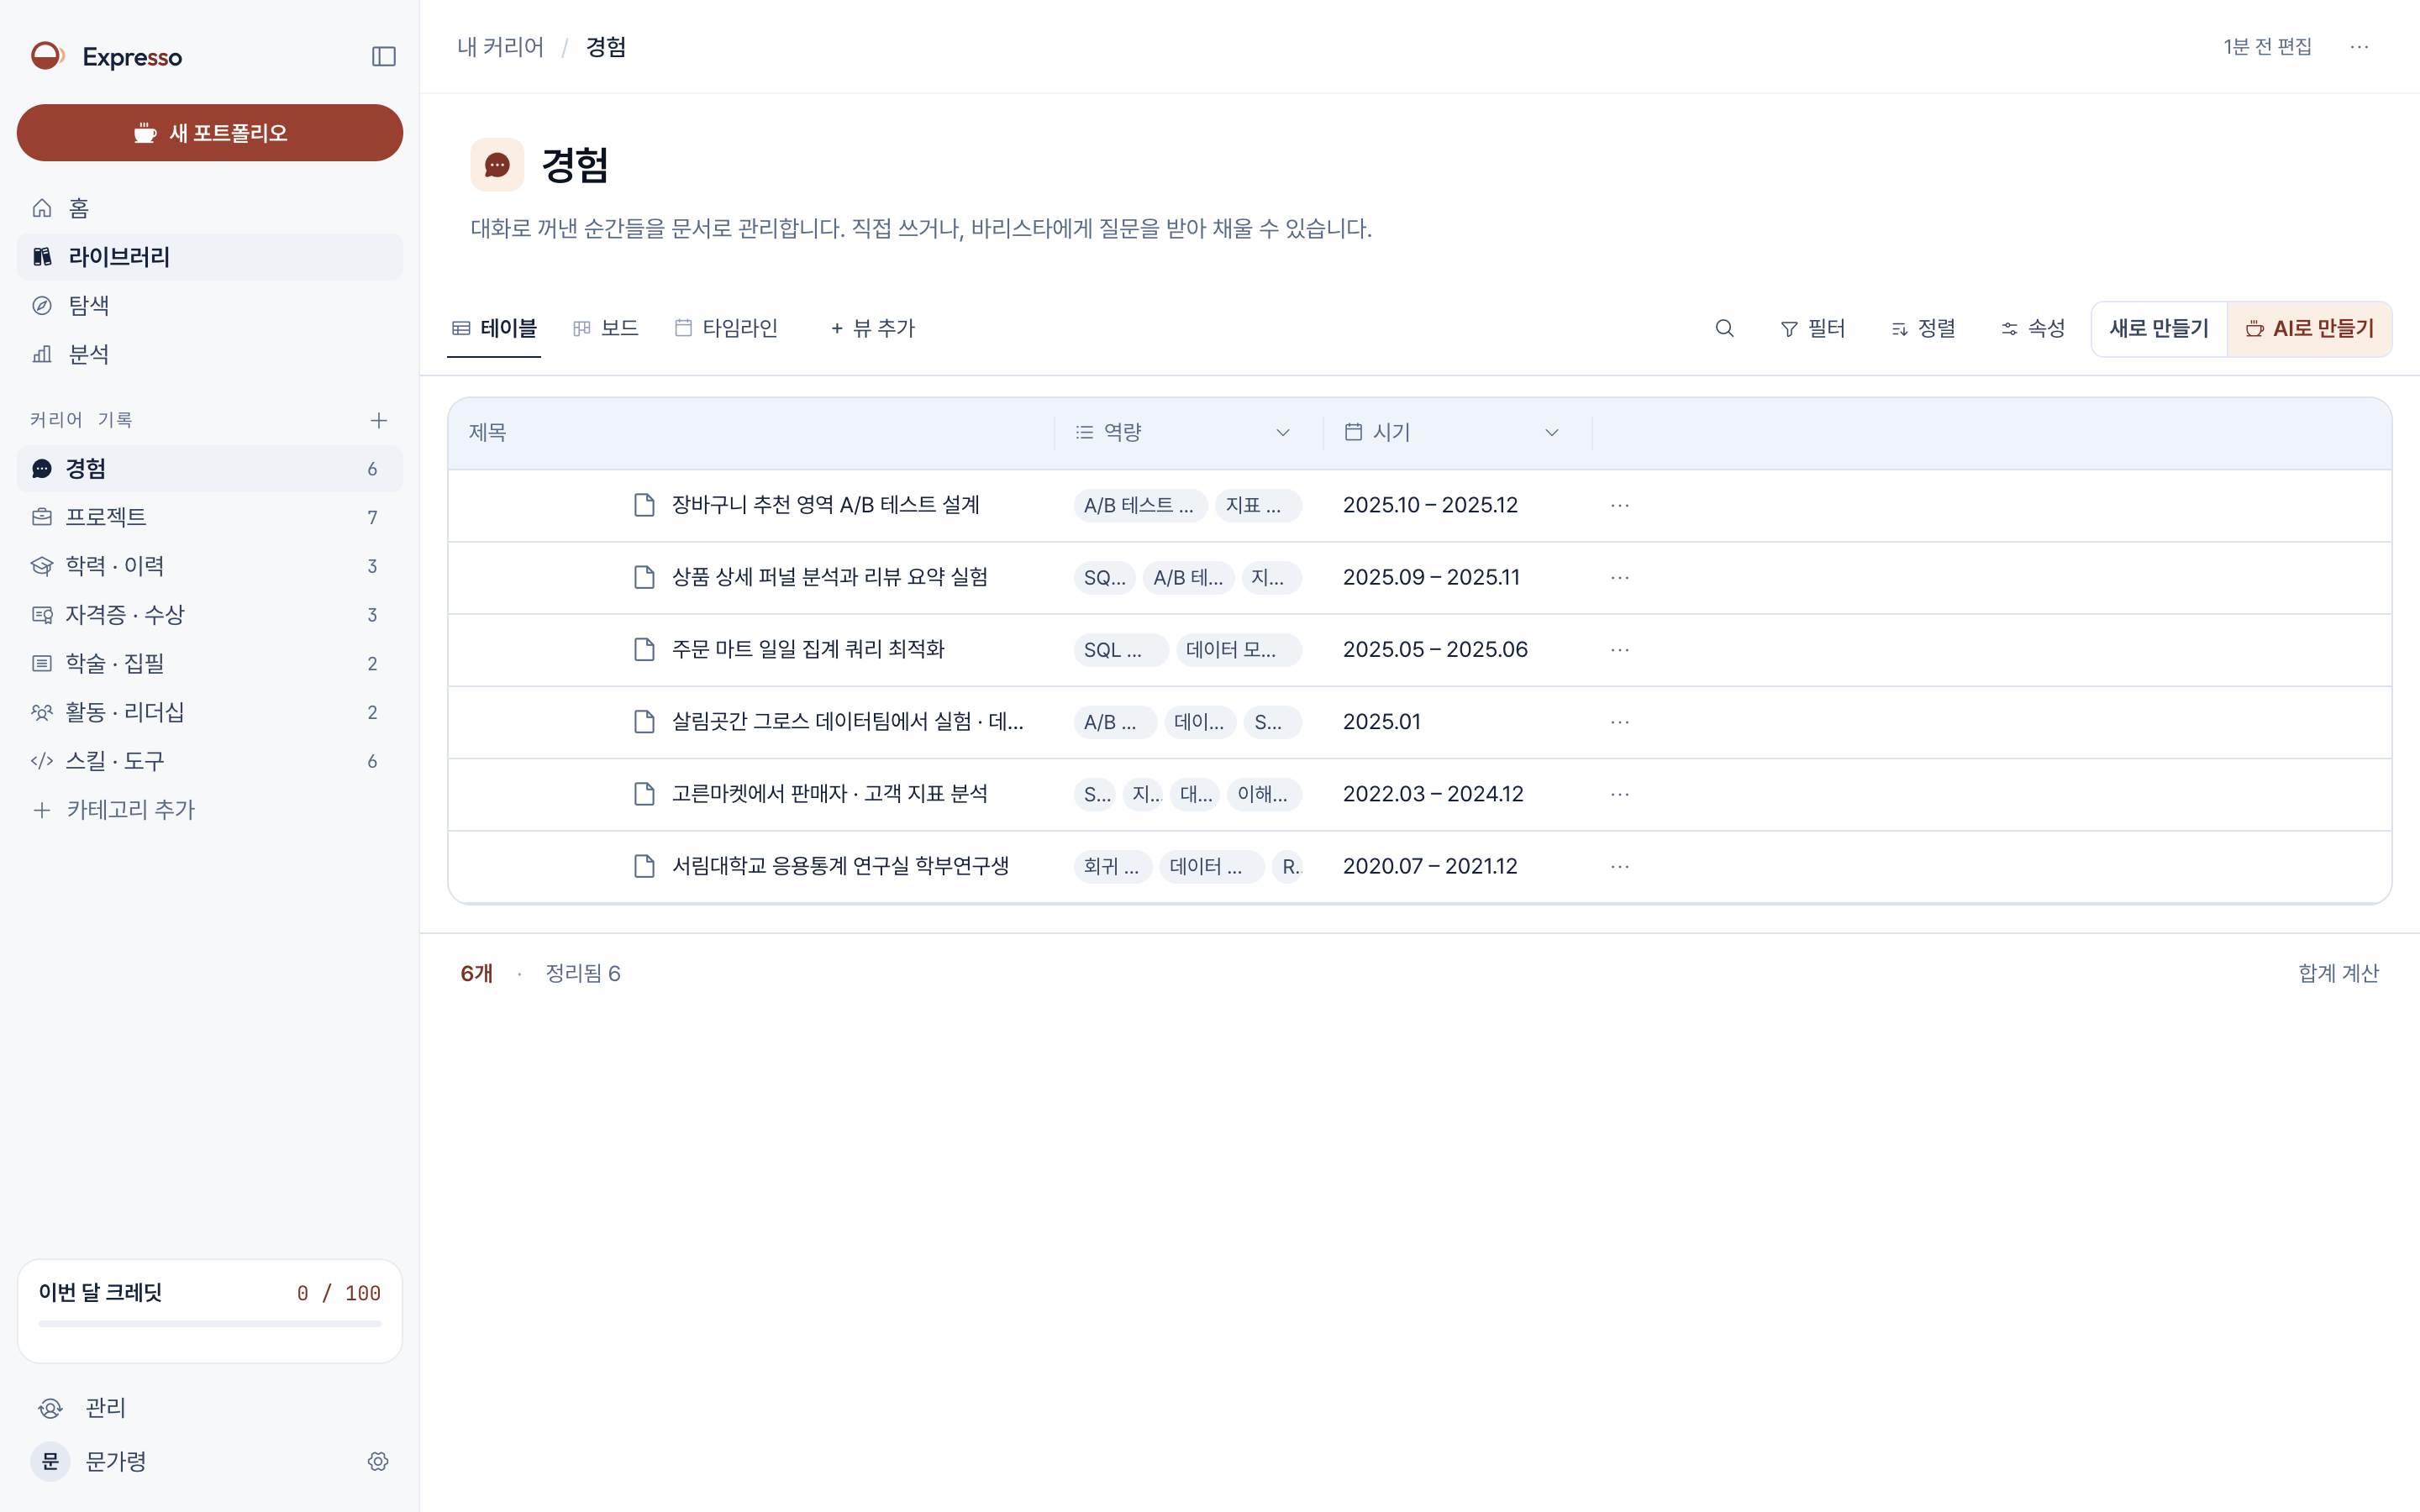 Expresso
새 포트폴리오
홈
라이브러리
탐색
분석
커리어 기록
경험 6
프로젝트 7
학력 · 이력 3
자격증 · 수상 3
학술 · 집필 2
활동 · 리더십 2
스킬 · 도구 6
카테고리 추가
이번 달 크레딧 0 / 100
관리
문 문가령
내 커리어 / 경험
1분 전 편집 ···
경험
대화로 꺼낸 순간들을 문서로 관리합니다. 직접 쓰거나, 바리스타에게 질문을 받아 채울 수 있습니다.
테이블 보드 타임라인 + 뷰 추가
필터 정렬 속성 새로 만들기 AI로 만들기
제목 역량 시기
장바구니 추천 영역 A/B 테스트 설계 A/B 테스트 ... 지표 ... 2025.10 – 2025.12 ···
상품 상세 퍼널 분석과 리뷰 요약 실험 SQ... A/B 테... 지... 2025.09 – 2025.11 ···
주문 마트 일일 집계 쿼리 최적화 SQL ... 데이터 모... 2025.05 – 2025.06 ···
살림곳간 그로스 데이터팀에서 실험 · 데... A/B ... 데이... S... 2025.01 ···
고른마켓에서 판매자 · 고객 지표 분석 S... 지... 대... 이해... 2022.03 – 2024.12 ···
서림대학교 응용통계 연구실 학부연구생 회귀 ... 데이터 ... R.. 2020.07 – 2021.12 ···
6개 · 정리됨 6
합계 계산